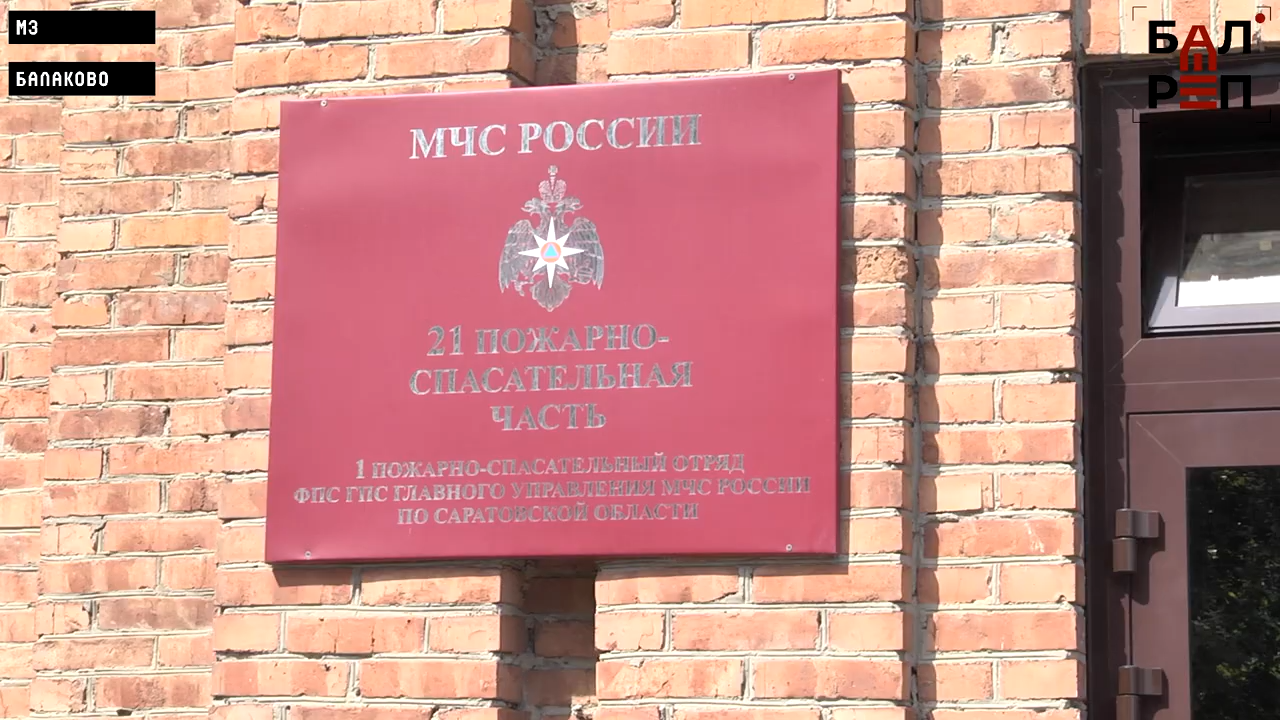 МЗ
БАЛАКОВО
БАЛ
РЕП
МЧС РОССИИ
21 ПОЖАРНО-
СПАСАТЕЛЬНАЯ
ЧАСТЬ
1 ПОЖАРНО-СПАСАТЕЛЬНЫЙ ОТРЯД
ФПС ГПС ГЛАВНОГО УПРАВЛЕНИЯ МЧС РОССИИ
ПО САРАТОВСКОЙ ОБЛАСТИ